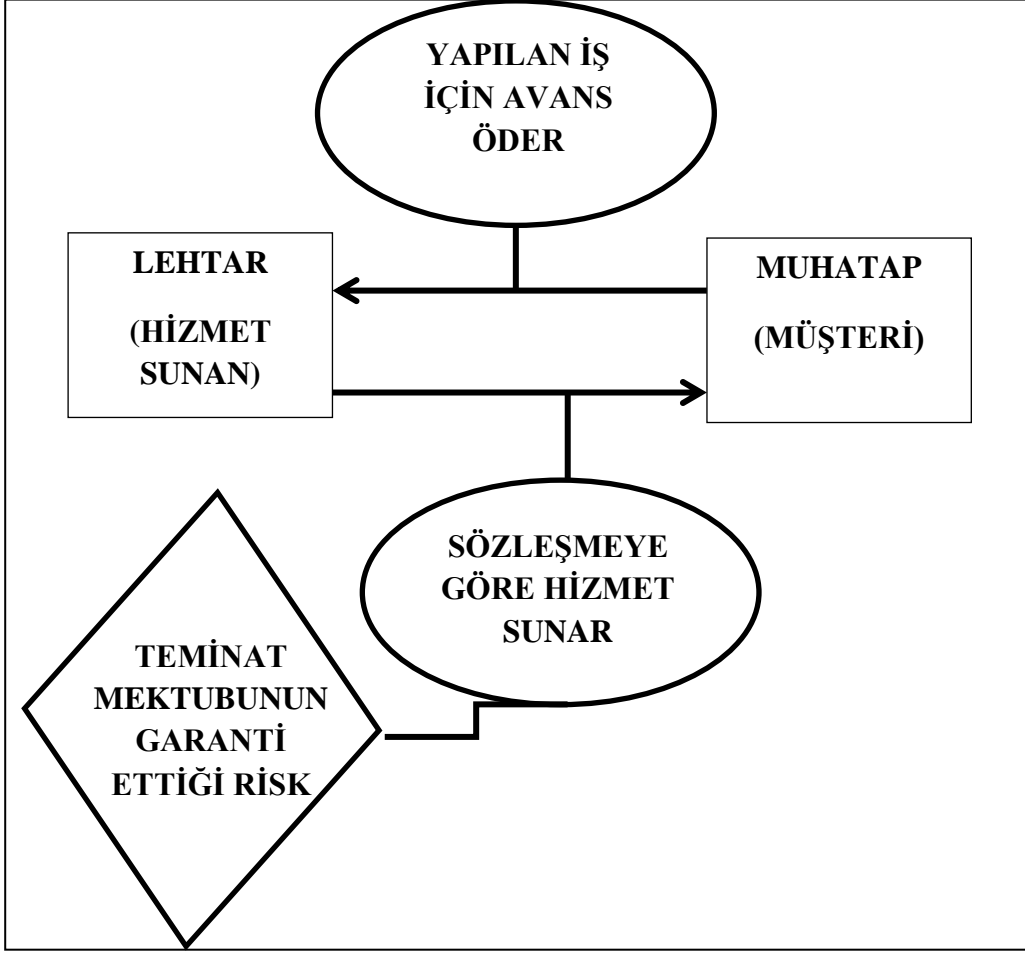 YAPILAN İŞ
İÇİN AVANS
ÖDER
LEHTAR
(HİZMET
SUNAN)
MUHATAP
(MÜŞTERİ)
SÖZLEŞMEYE
GÖRE HİZMET
SUNAR
TEMİNAT
MEKTUBUNUN
GARANTİ
ETTİĞİ RİSK